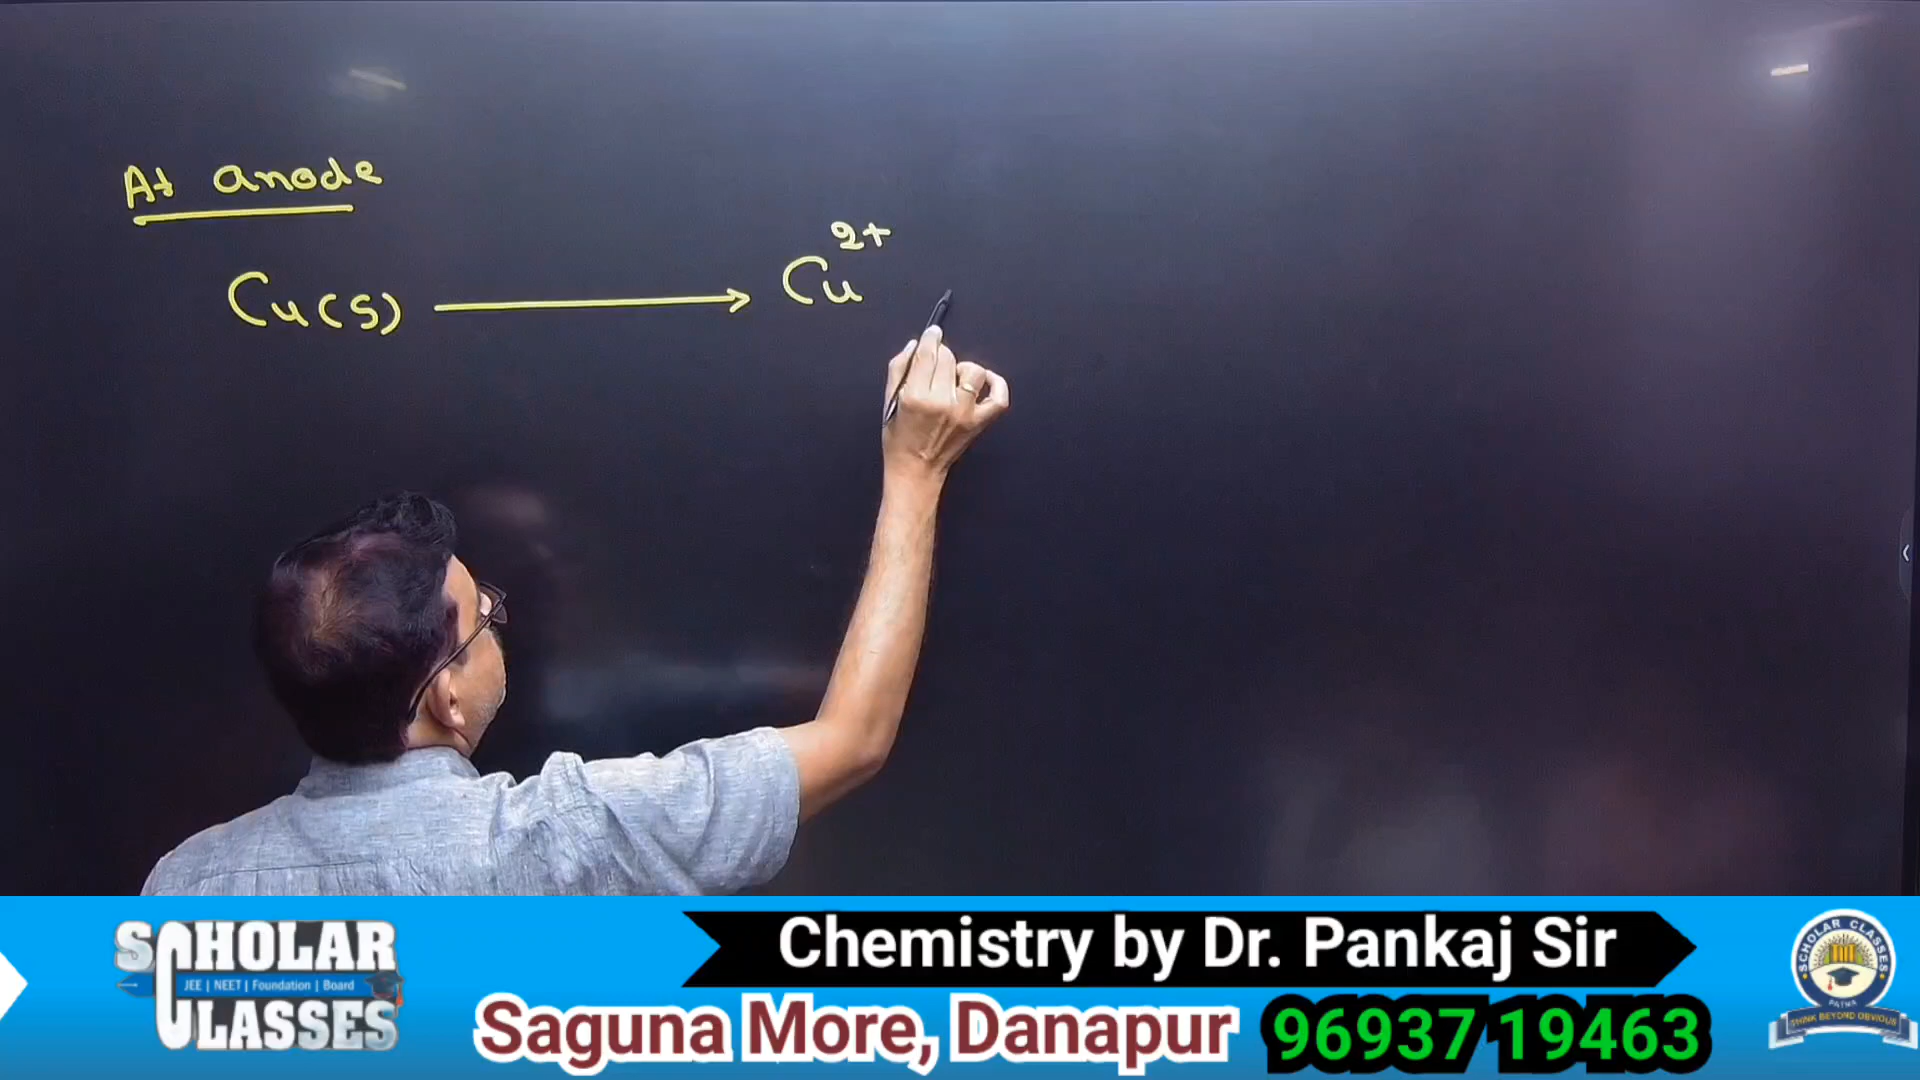 At anode
Cu(s) ⟶ Cu²⁺
SCHOLAR
JEE | NEET | Foundation | Board
CLASSES
Chemistry by Dr. Pankaj Sir
Saguna More, Danapur 96937 19463
SCHOLAR CLASSES
PATNA
THINK BEYOND OBVIOUS